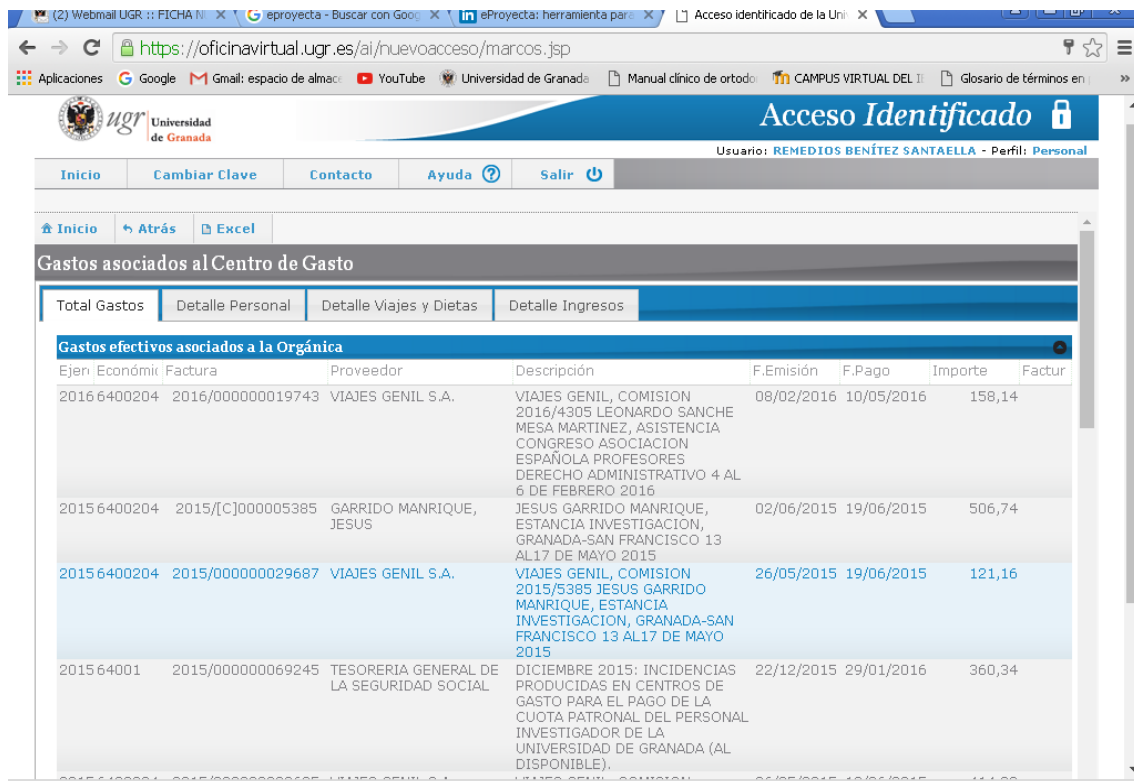 (2) Webmail UGR :: FICHA N
eproyecta - Buscar con Goog
eProyecta: herramienta para
Acceso identificado de la Uni
https://oficinavirtual.ugr.es/ai/nuevoacceso/marcos.jsp
Aplicaciones Google Gmail: espacio de almac YouTube Universidad de Granada Manual clínico de ortodo CAMPUS VIRTUAL DEL Glosario de términos en
ugr Universidad
de Granada
Acceso Identificado
Usuario: REMEDIOS BENÍTEZ SANTAELLA - Perfil: Personal
Inicio Cambiar Clave Contacto Ayuda Salir
Inicio Atrás Excel
Gastos asociados al Centro de Gasto
Total Gastos Detalle Personal Detalle Viajes y Dietas Detalle Ingresos
Gastos efectivos asociados a la Orgánica
Ejer Económi Factura Proveedor Descripción F.Emisión F.Pago Importe Factur
2016 6400204 2016/000000019743 VIAJES GENIL S.A. VIAJES GENIL, COMISION 08/02/2016 10/05/2016 158,14
2016/4305 LEONARDO SANCHE
MESA MARTINEZ, ASISTENCIA
CONGRESO ASOCIACION
ESPAÑOLA PROFESORES
DERECHO ADMINISTRATIVO 4 AL
6 DE FEBRERO 2016
2015 6400204 2015/[C]000005385 GARRIDO MANRIQUE, JESUS GARRIDO MANRIQUE, 02/06/2015 19/06/2015 506,74
JESUS ESTANCIA INVESTIGACION,
GRANADA-SAN FRANCISCO 13
AL17 DE MAYO 2015
2015 6400204 2015/000000029687 VIAJES GENIL S.A. VIAJES GENIL, COMISION 26/05/2015 19/06/2015 121,16
2015/5385 JESUS GARRIDO
MANRIQUE, ESTANCIA
INVESTIGACION, GRANADA-SAN
FRANCISCO 13 AL17 DE MAYO
2015
2015 64001 2015/000000069245 TESORERIA GENERAL DE DICIEMBRE 2015: INCIDENCIAS 22/12/2015 29/01/2016 360,34
LA SEGURIDAD SOCIAL PRODUCIDAS EN CENTROS DE
GASTO PARA EL PAGO DE LA
CUOTA PATRONAL DEL PERSONAL
INVESTIGADOR DE LA
UNIVERSIDAD DE GRANADA (AL
DISPONIBLE).